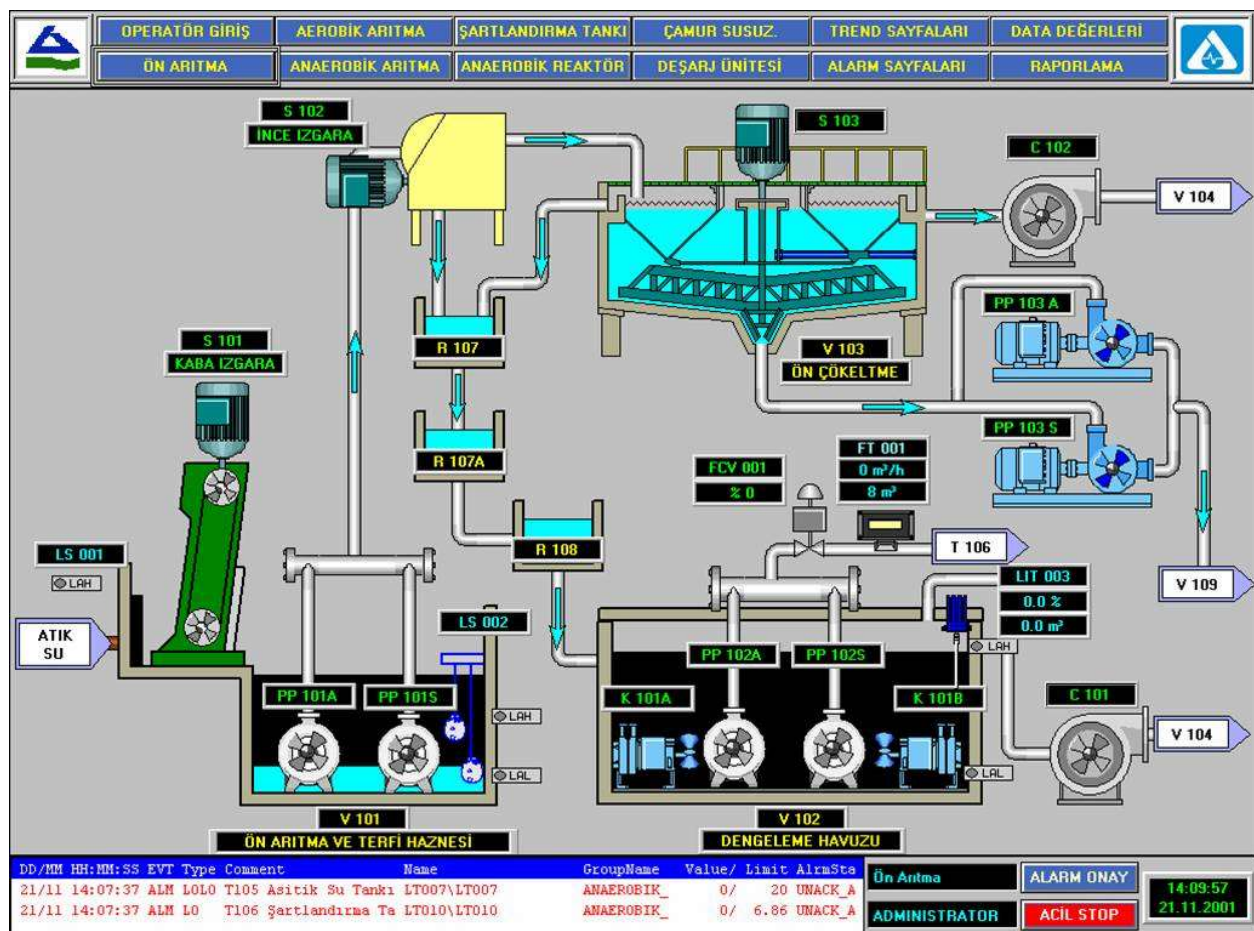 OPERATÖR GİRİŞ AEROBİK ARITMA ŞARTLANDIRMA TANKI ÇAMUR SUSUZ. TREND SAYFALARI DATA DEĞERLERİ
ÖN ARITMA ANAEROBİK ARITMA ANAEROBİK REAKTÖR DEŞARJ ÜNİTESİ ALARM SAYFALARI RAPORLAMA
S 102
İNCE IZGARA
S 103
C 102
V 104
PP 103 A
S 101
KABA IZGARA
R 107
V 103
ÖN ÇÖKELTME
PP 103 S
R 107A
FCV 001
% 0
FT 001
0 m³/h
8 m³
LS 001
LAH
R 108
T 106
LIT 003
0.0 %
0.0 m³
V 109
ATIK
SU
LS 002
LAH
PP 101A
PP 101S
PP 102A
PP 102S
K 101A
K 101B
C 101
LAH
V 104
LAL
LAL
V 101
ÖN ARITMA VE TERFİ HAZNESİ
V 102
DENGELEME HAVUZU
DD/MM HH:MM:SS EVT Type Comment Name GroupName Value/ Limit AlrmSta
21/11 14:07:37 ALM LOLO T105 Asitik Su Tankı LT007\LT007 ANAEROBIK_ 0/ 20 UNACK_A
21/11 14:07:37 ALM LO T106 Şartlandırma Ta LT010\LT010 ANAEROBIK_ 0/ 6.86 UNACK_A
Ön Arıtma
ALARM ONAY
ADMINISTRATOR
ACİL STOP
14:09:57
21.11.2001